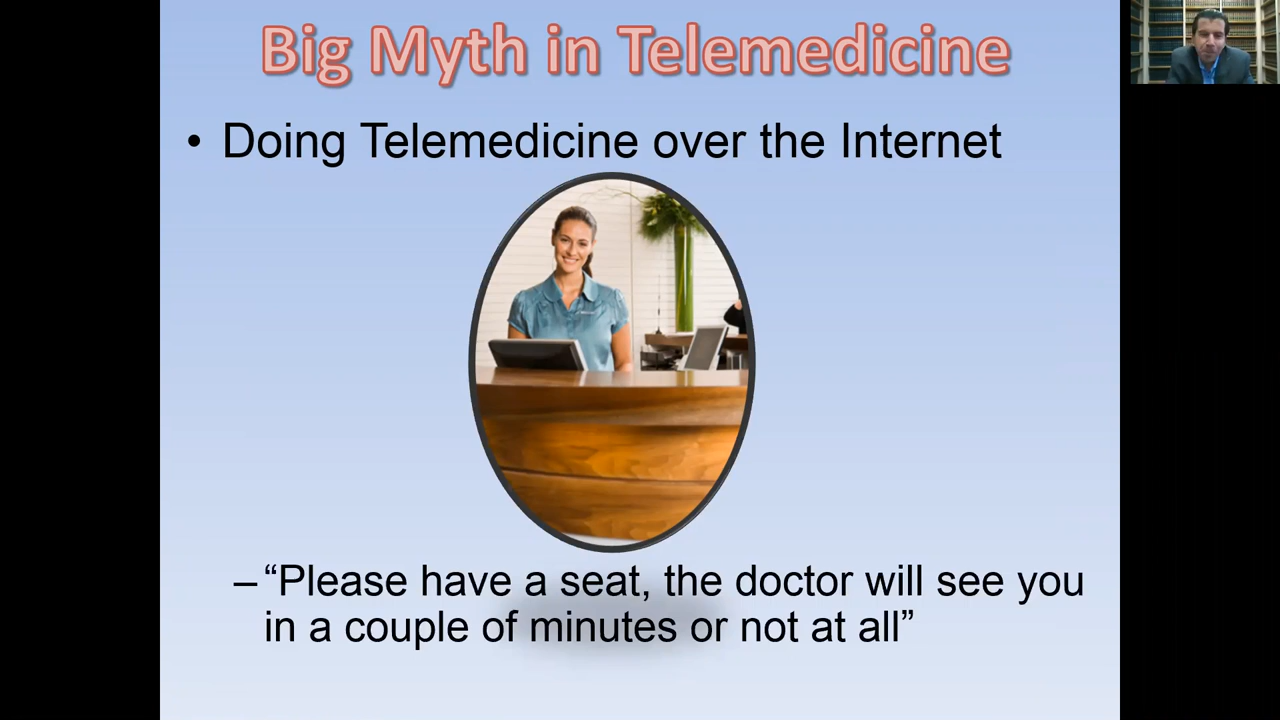 Big Myth in Telemedicine
• Doing Telemedicine over the Internet
– “Please have a seat, the doctor will see you
in a couple of minutes or not at all”